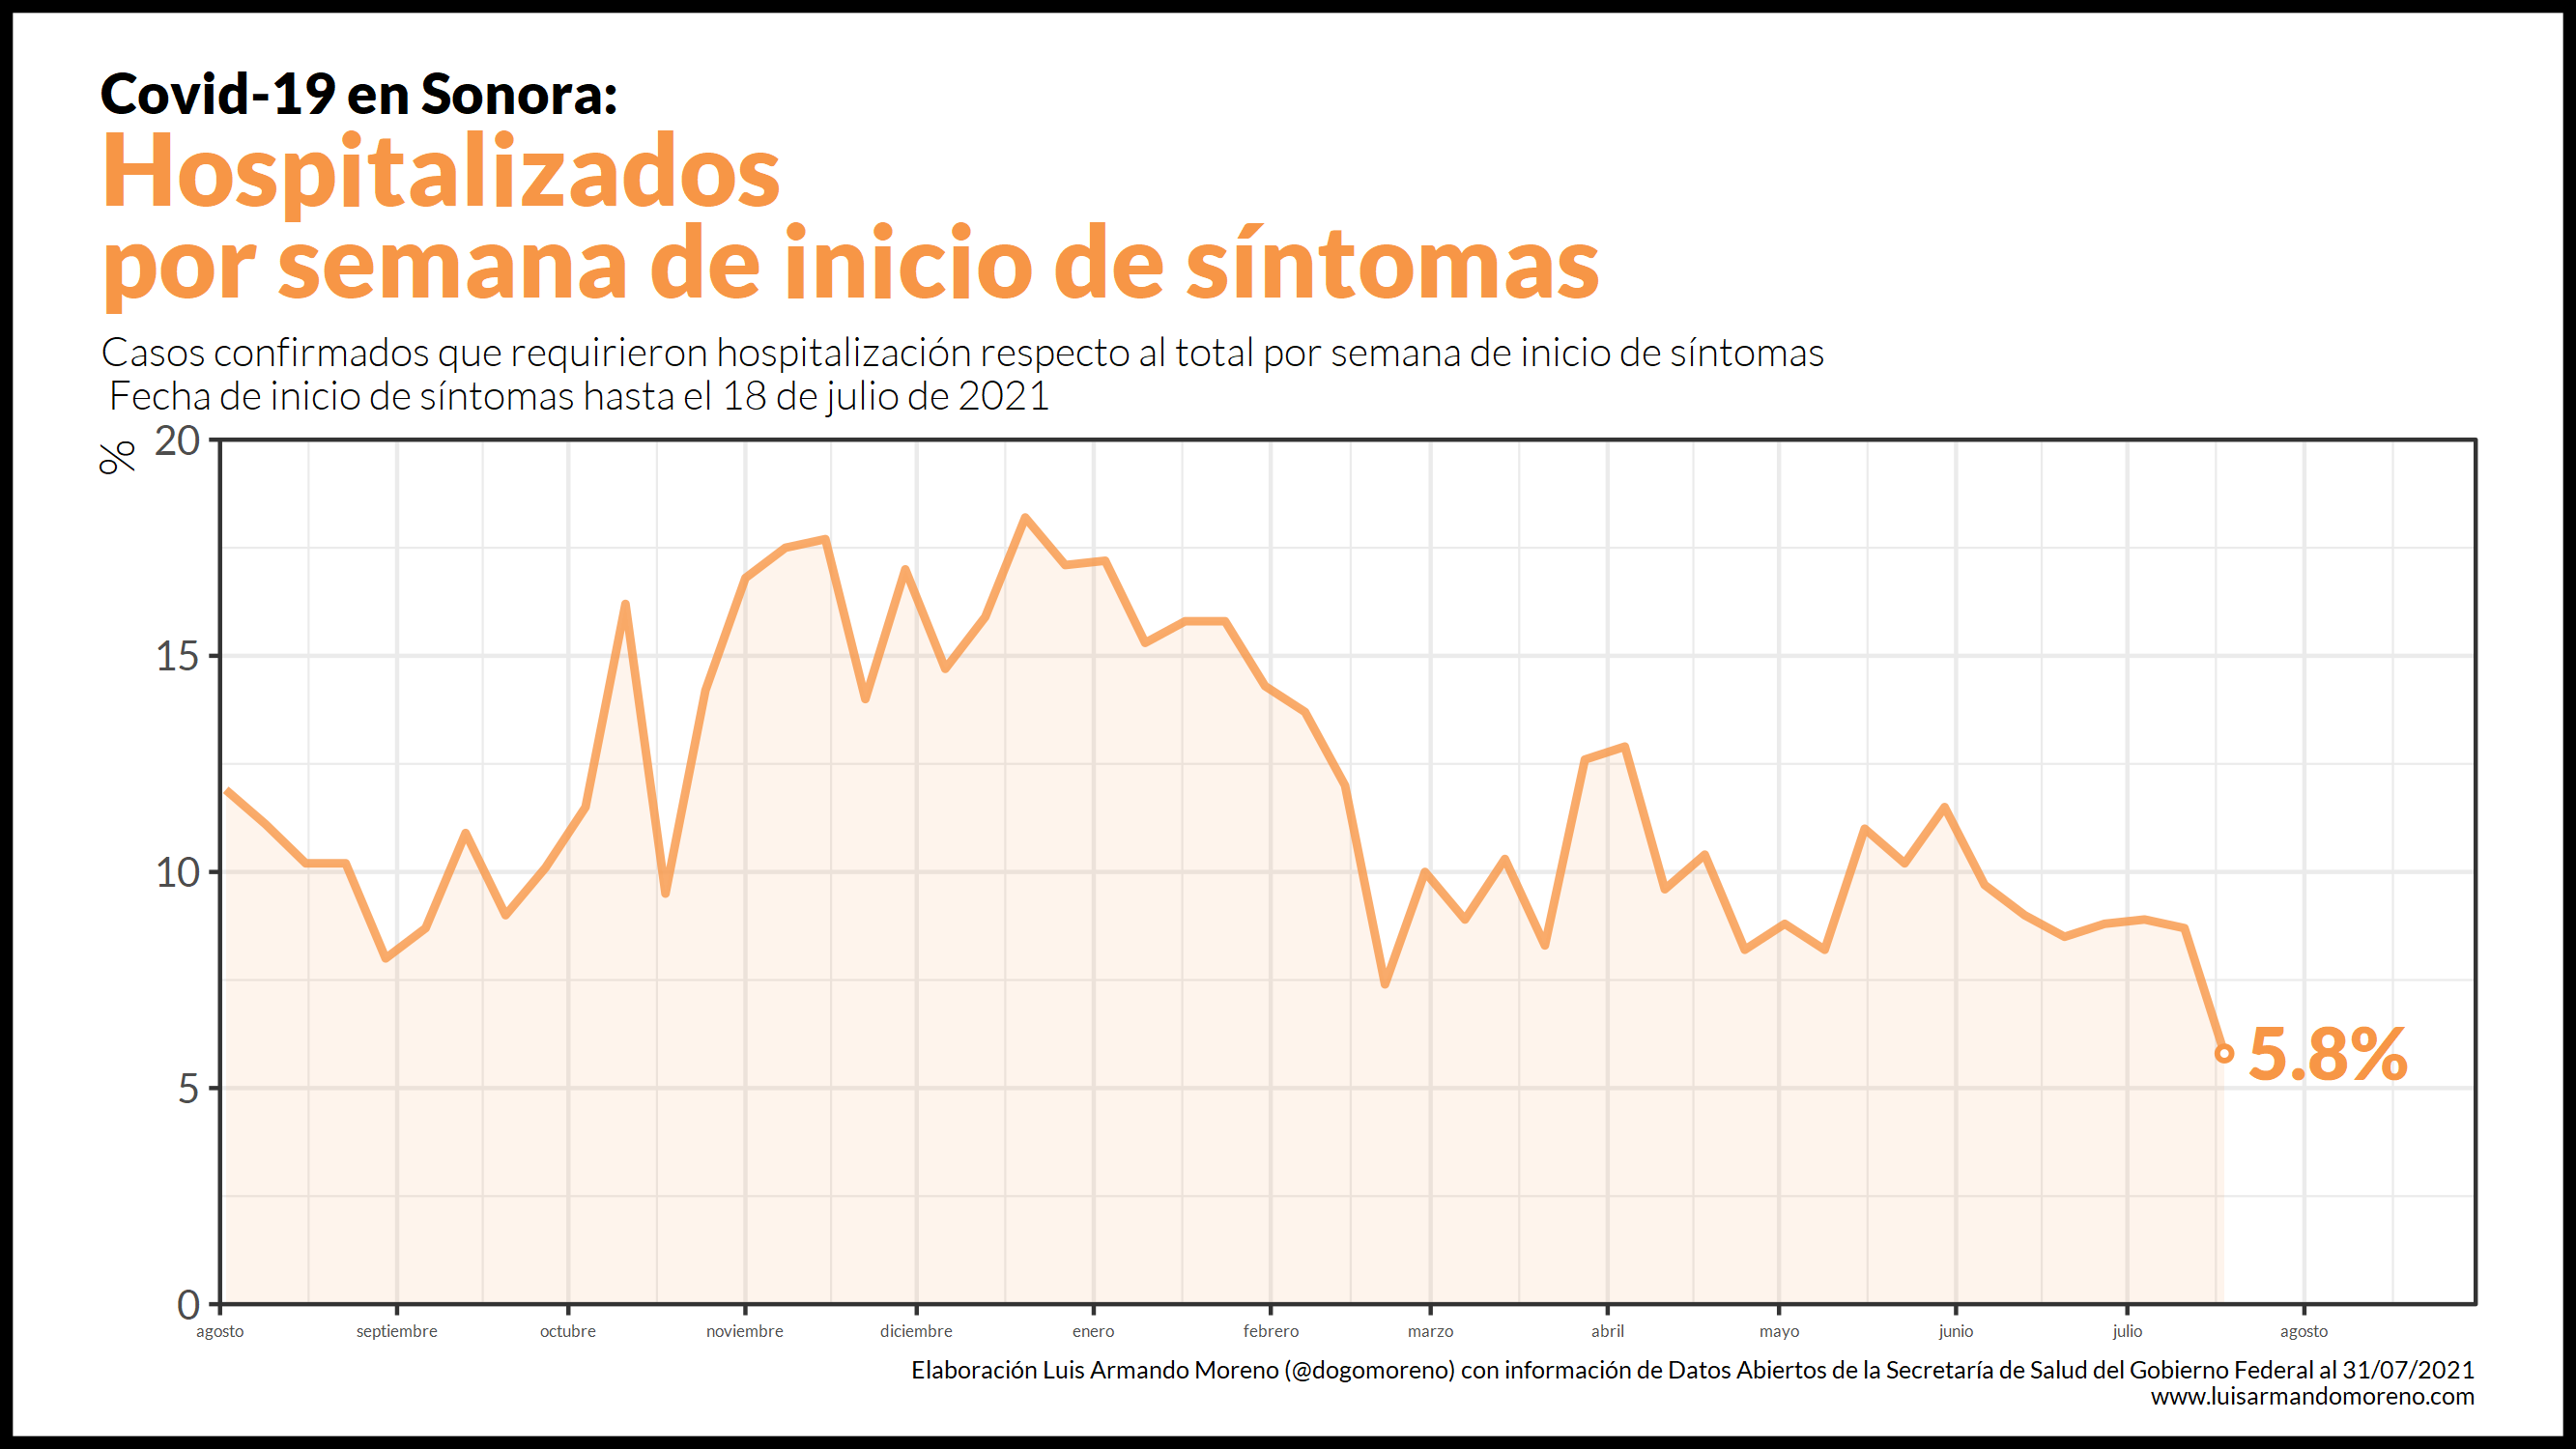 Covid-19 en Sonora:
Hospitalizados
por semana de inicio de síntomas
Casos confirmados que requirieron hospitalización respecto al total por semana de inicio de síntomas
Fecha de inicio de síntomas hasta el 18 de julio de 2021
%
20
15
10
5
0
5.8%
agosto septiembre octubre noviembre diciembre enero febrero marzo abril mayo junio julio agosto
Elaboración Luis Armando Moreno (@dogomoreno) con información de Datos Abiertos de la Secretaría de Salud del Gobierno Federal al 31/07/2021
www.luisarmandomoreno.com